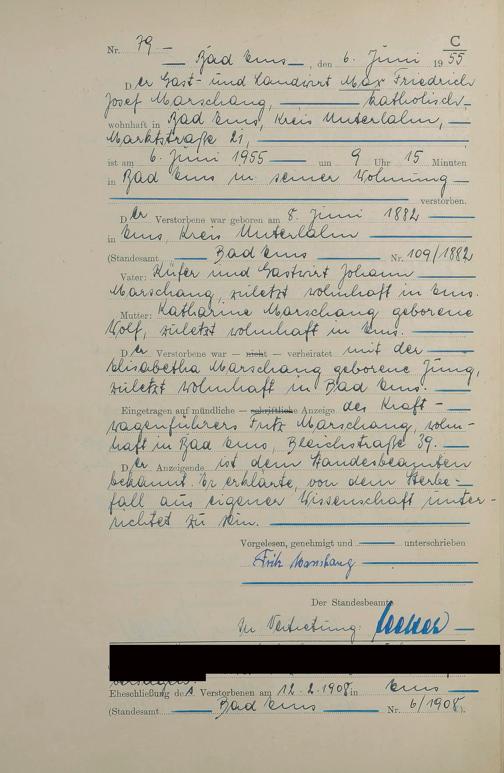 C
Nr. 79
Bad Ems, den 6. Juni 1955
Der Gast- und Landwirt Max Friedrich
Josef Marschang, katholisch,
wohnhaft in Bad Ems, Kreis Unterlahn,
Marktstraße 21,
ist am 6. Juni 1955 um 9 Uhr 15 Minuten
in Bad Ems in seiner Wohnung
verstorben.
Der Verstorbene war geboren am 8. Juni 1882
in Ems, Kreis Unterlahn
(Standesamt Bad Ems Nr. 109/1882
Vater: Küfer und Gastwirt Johann
Marschang, zuletzt wohnhaft in Ems.
Mutter: Katharine Marschang geborene
Wolf, zuletzt wohnhaft in Ems.
Der Verstorbene war — nicht — verheiratet mit der
Elisabetha Marschang geborene Jung,
zuletzt wohnhaft in Bad Ems.
Eingetragen auf mündliche — schriftliche Anzeige des Kraft-
wagenführers Fritz Marschang, wohn-
haft in Bad Ems, Bleichstraße 39.
Der Anzeigende ist dem Standesbeamten
bekannt. Er erklärte, von dem Sterbe-
fall aus eigener Wissenschaft unter-
richtet zu sein.
Vorgelesen, genehmigt und unterschrieben
Fritz Marschang
Der Standesbeamte
In Vertretung:
Eheschließung des Verstorbenen am 12.2.1908 in Ems
(Standesamt Bad Ems Nr. 6/1908).